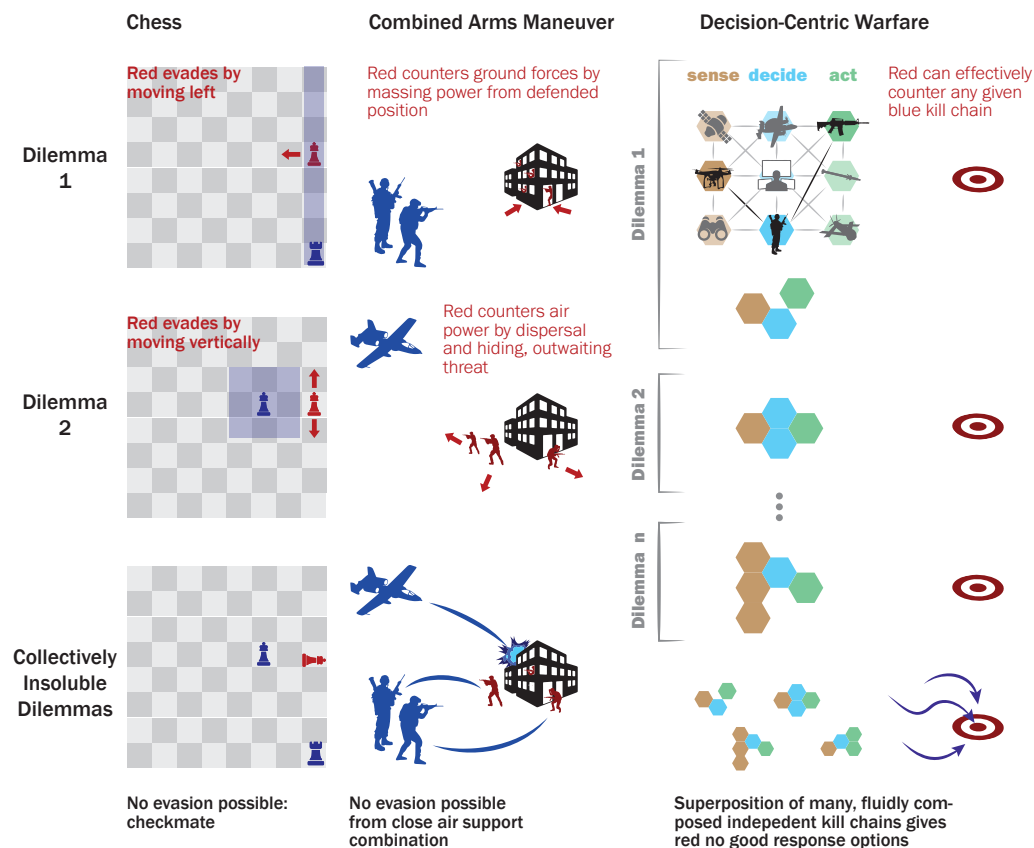 Chess
Combined Arms Maneuver
Decision-Centric Warfare
Dilemma
1
Red evades by
moving left
Red counters ground forces by
massing power from defended
position
Dilemma 1
sense decide act
Red can effectively
counter any given
blue kill chain
Dilemma
2
Red evades by
moving vertically
Red counters air
power by dispersal
and hiding, outwaiting
threat
Dilemma 2
Dilemma n
Collectively
Insoluble
Dilemmas
No evasion possible:
checkmate
No evasion possible
from close air support
combination
Superposition of many, fluidly com-
posed indepedent kill chains gives
red no good response options